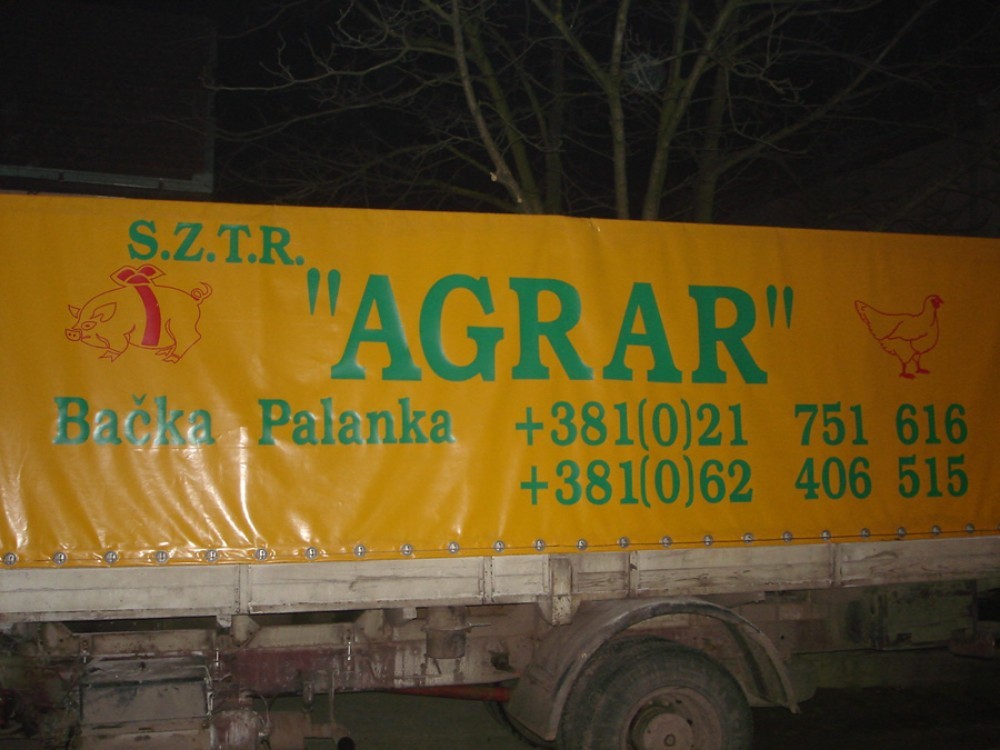 S.Z.T.R.
"AGRAR"
Bačka Palanka +381(0)21 751 616
+381(0)62 406 515